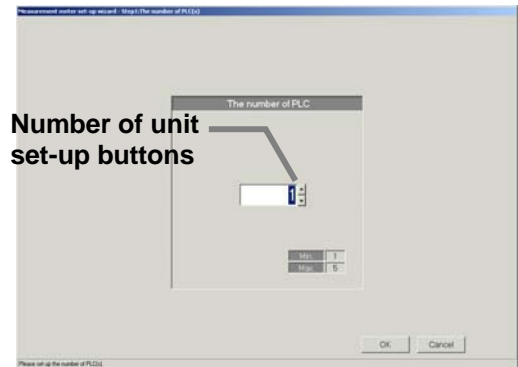 Measurement meter set-up wizard - Step1:The number of PLC(s)
The number of PLC
Number of unit
set-up buttons
1
Min. 1
Max. 5
OK Cancel
Please set up the number of PLC(s).